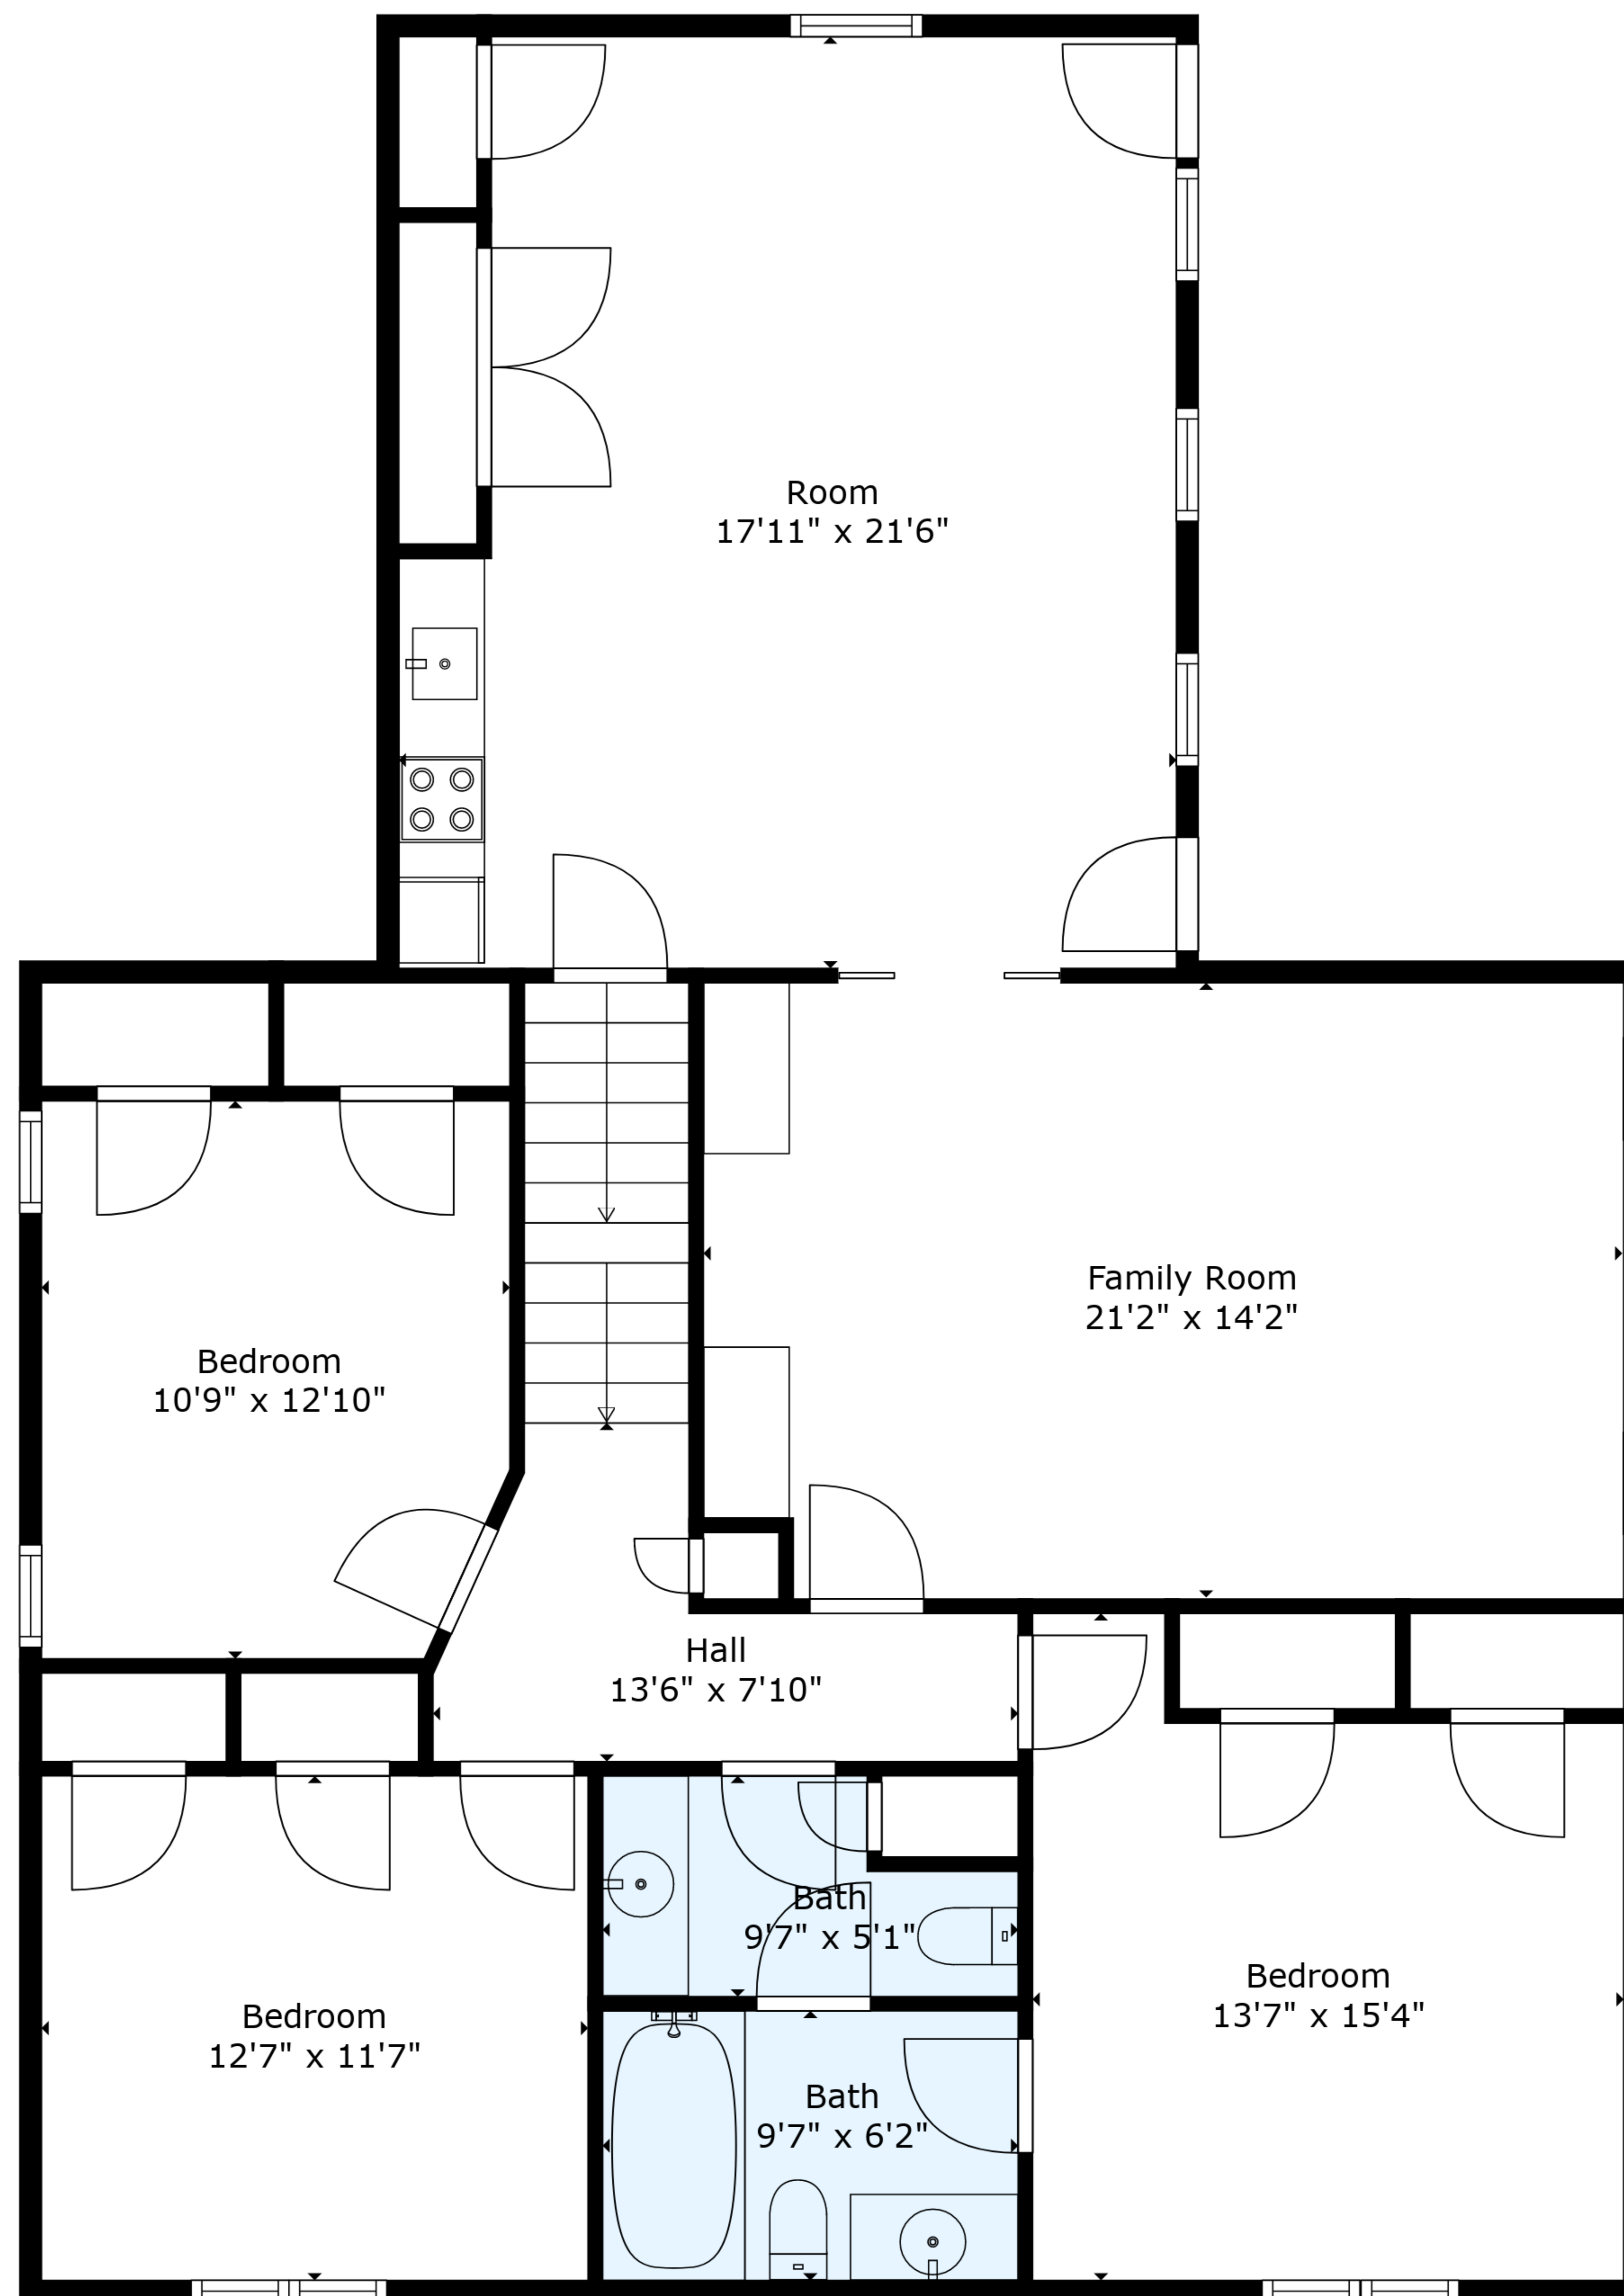 Room
17'11" x 21'6"
Family Room
21'2" x 14'2"
Bedroom
10'9" x 12'10"
Hall
13'6" x 7'10"
Bath
9'7" x 5'1"
Bedroom
13'7" x 15'4"
Bedroom
12'7" x 11'7"
Bath
9'7" x 6'2"